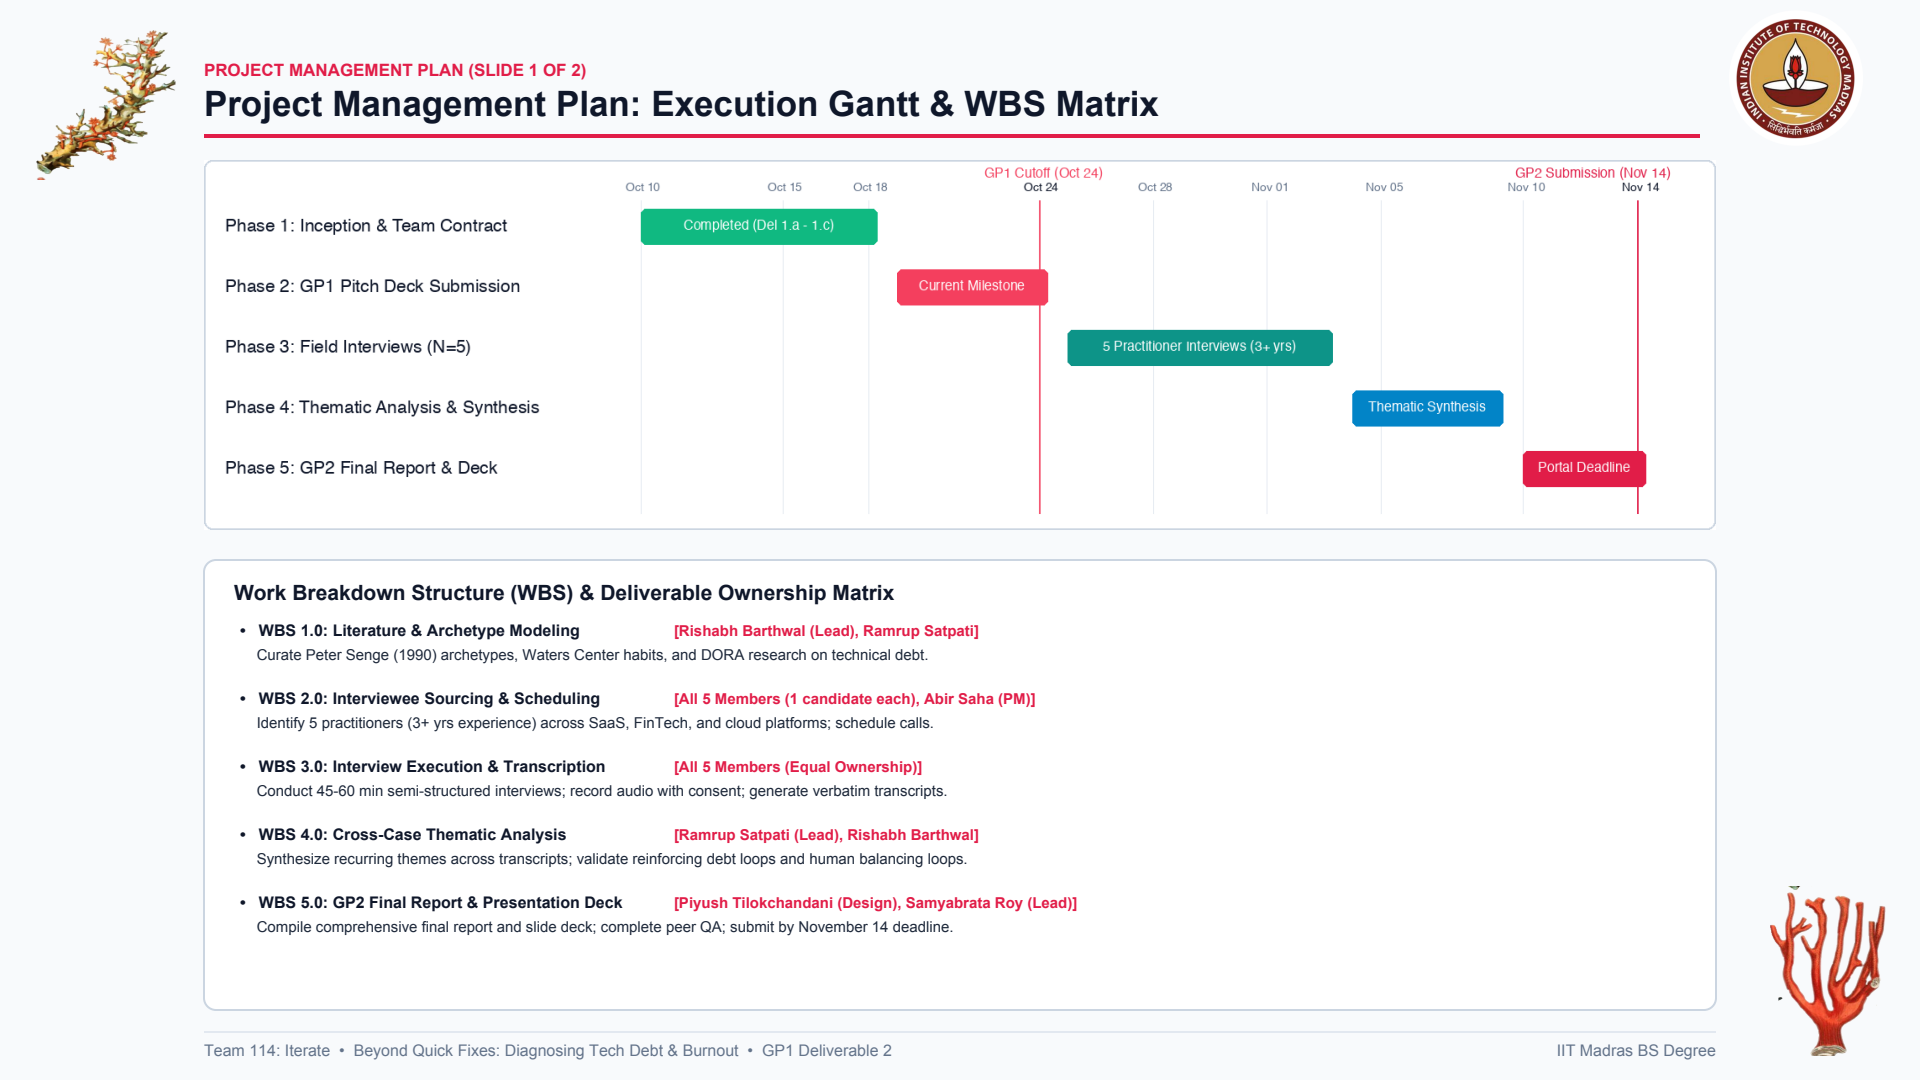 PROJECT MANAGEMENT PLAN (SLIDE 1 OF 2)
Project Management Plan: Execution Gantt & WBS Matrix
INDIAN INSTITUTE OF TECHNOLOGY MADRAS
सिद्धिर्भवति कर्मजा
GP1 Cutoff (Oct 24)
GP2 Submission (Nov 14)
Oct 10 Oct 15 Oct 18 Oct 24 Oct 28 Nov 01 Nov 05 Nov 10 Nov 14
Phase 1: Inception & Team Contract
Completed (Del 1.a - 1.c)
Phase 2: GP1 Pitch Deck Submission
Current Milestone
Phase 3: Field Interviews (N=5)
5 Practitioner Interviews (3+ yrs)
Phase 4: Thematic Analysis & Synthesis
Thematic Synthesis
Phase 5: GP2 Final Report & Deck
Portal Deadline
Work Breakdown Structure (WBS) & Deliverable Ownership Matrix
• WBS 1.0: Literature & Archetype Modeling [Rishabh Barthwal (Lead), Ramrup Satpati]
Curate Peter Senge (1990) archetypes, Waters Center habits, and DORA research on technical debt.
• WBS 2.0: Interviewee Sourcing & Scheduling [All 5 Members (1 candidate each), Abir Saha (PM)]
Identify 5 practitioners (3+ yrs experience) across SaaS, FinTech, and cloud platforms; schedule calls.
• WBS 3.0: Interview Execution & Transcription [All 5 Members (Equal Ownership)]
Conduct 45-60 min semi-structured interviews; record audio with consent; generate verbatim transcripts.
• WBS 4.0: Cross-Case Thematic Analysis [Ramrup Satpati (Lead), Rishabh Barthwal]
Synthesize recurring themes across transcripts; validate reinforcing debt loops and human balancing loops.
• WBS 5.0: GP2 Final Report & Presentation Deck [Piyush Tilokchandani (Design), Samyabrata Roy (Lead)]
Compile comprehensive final report and slide deck; complete peer QA; submit by November 14 deadline.
Team 114: Iterate • Beyond Quick Fixes: Diagnosing Tech Debt & Burnout • GP1 Deliverable 2
IIT Madras BS Degree